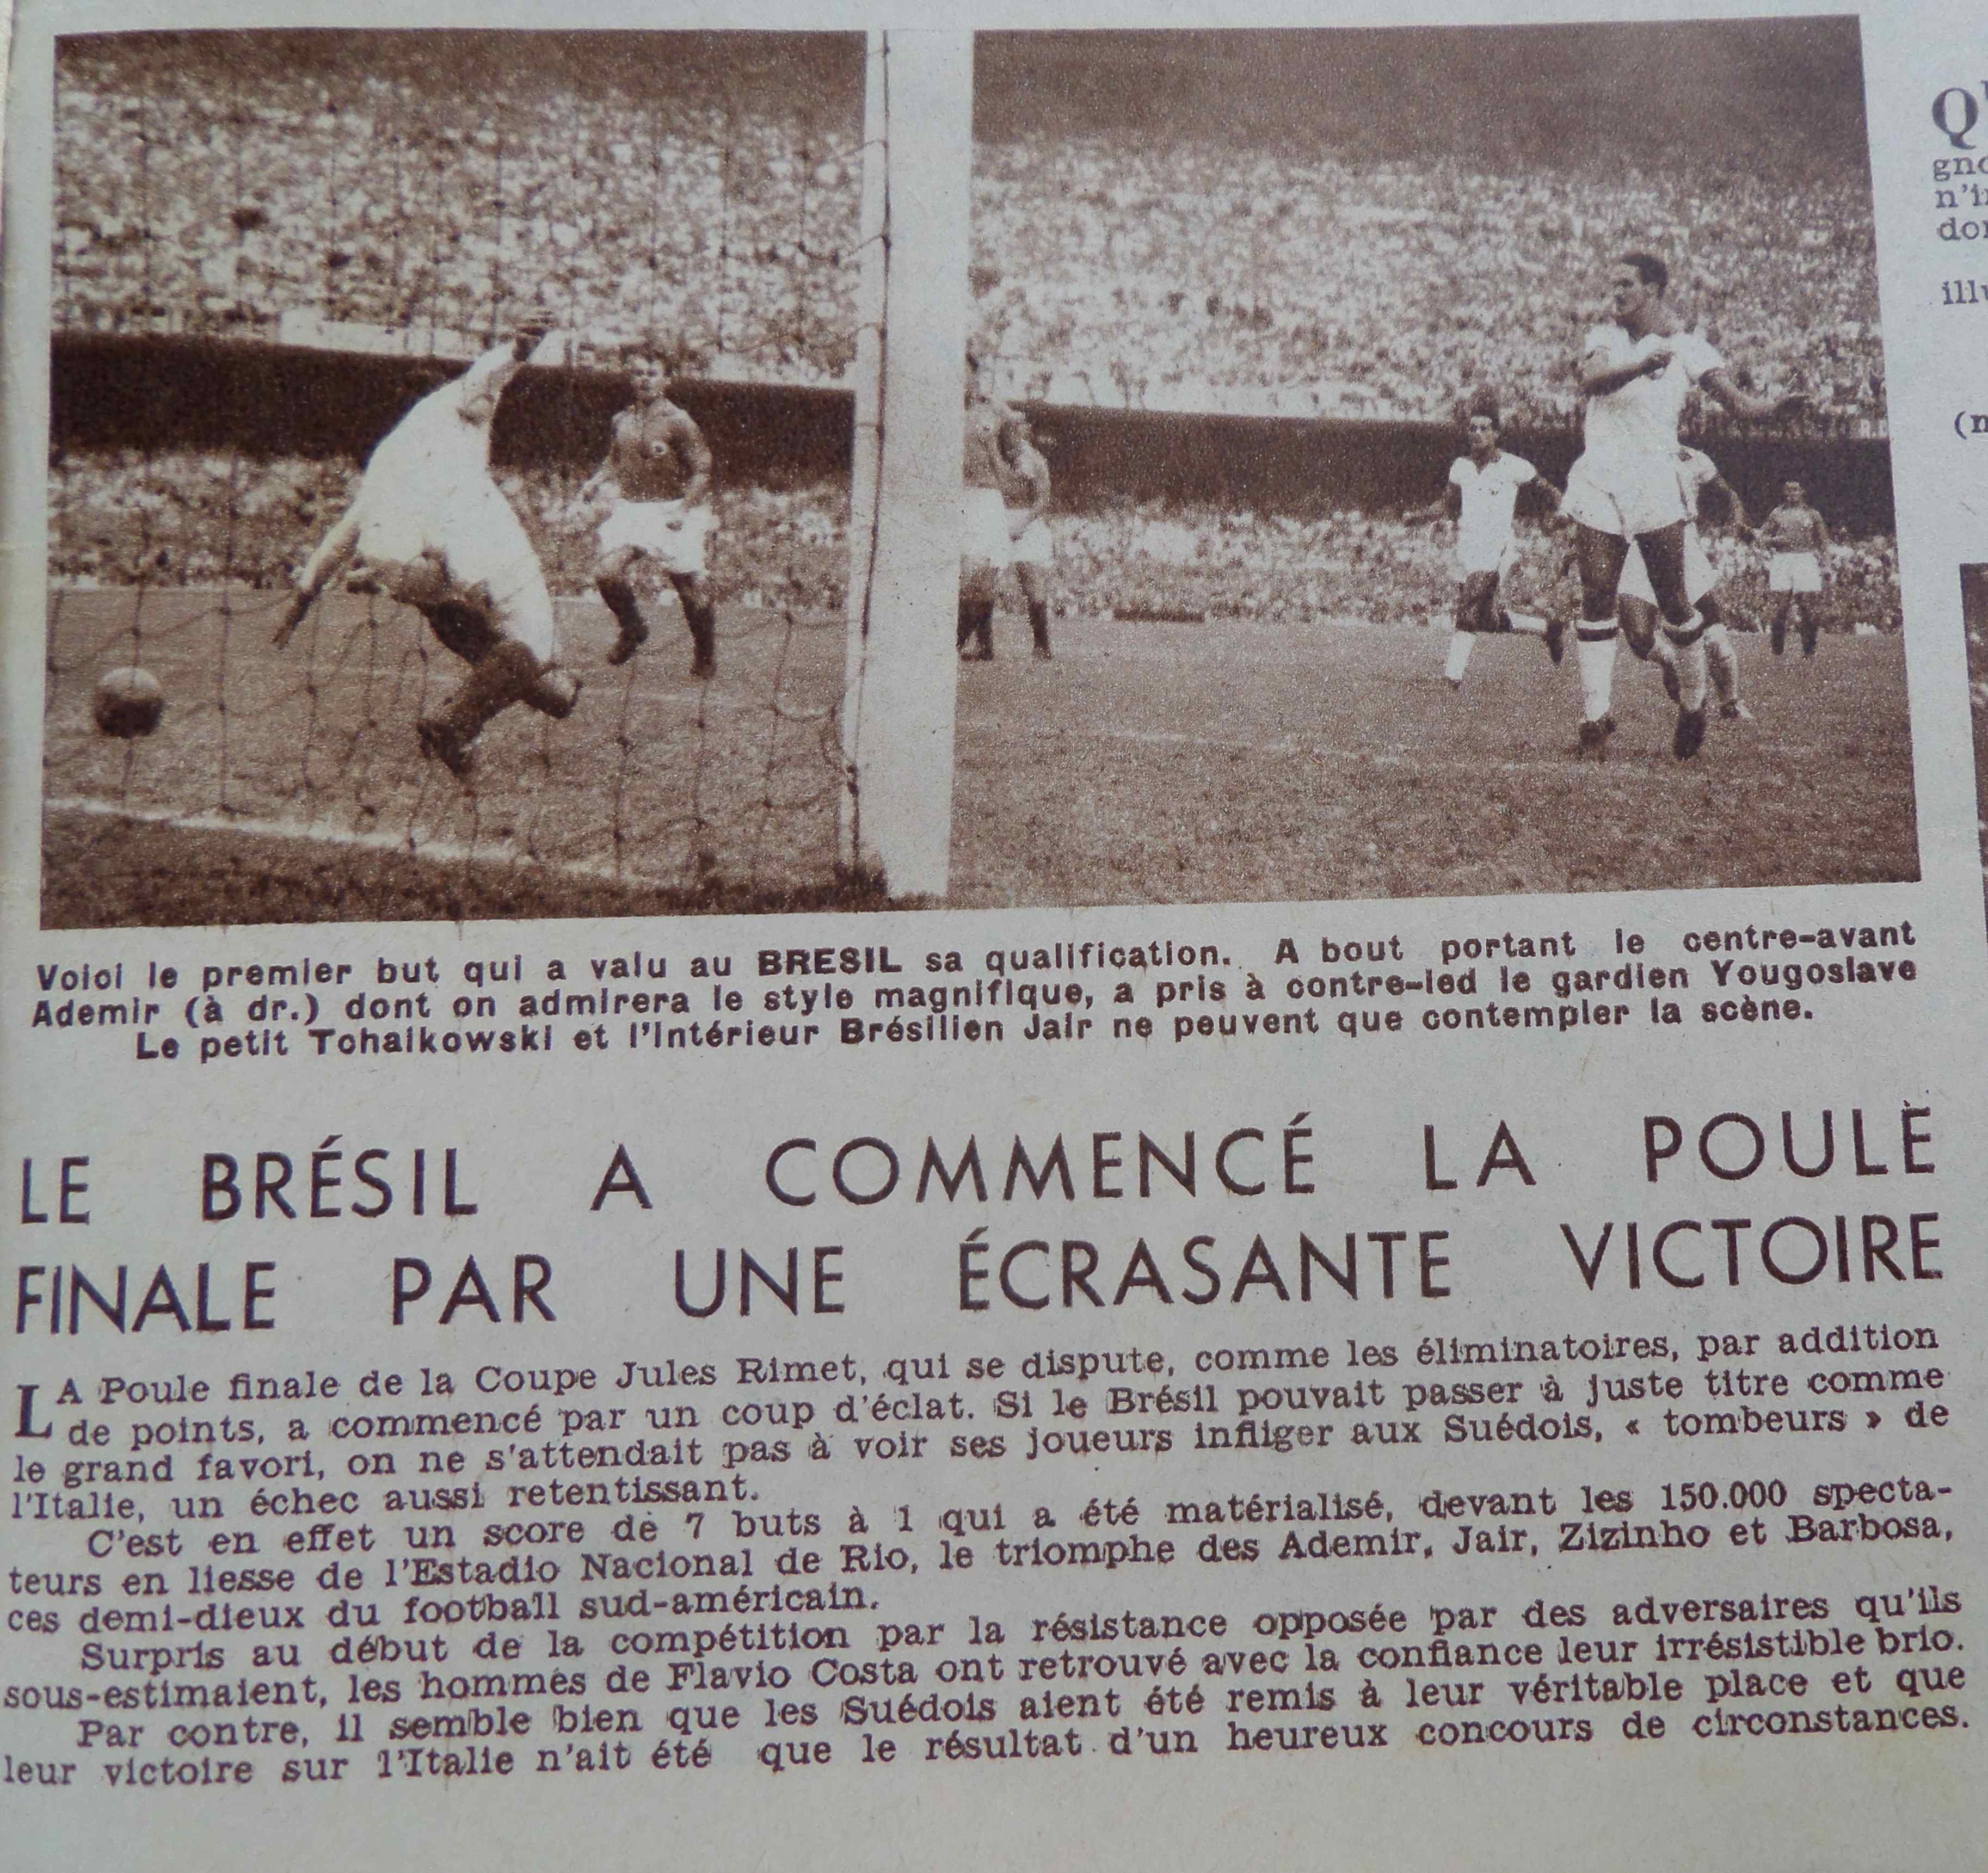 Voici le premier but qui a valu au BRESIL sa qualification. A bout portant le centre-avant
Ademir (à dr.) dont on admirera le style magnifique, a pris à contre-ied le gardien Yougoslave
Le petit Tchaikowski et l'Intérieur Brésilien Jair ne peuvent que contempler la scène.
LE BRÉSIL A COMMENCÉ LA POULE
FINALE PAR UNE ÉCRASANTE VICTOIRE
LA Poule finale de la Coupe Jules Rimet, qui se dispute, comme les éliminatoires, par addition
de points, a commencé par un coup d'éclat. Si le Brésil pouvait passer à juste titre comme
le grand favori, on ne s'attendait pas à voir ses joueurs infliger aux Suédois, « tombeurs » de
l'Italie, un échec aussi retentissant.
C'est en effet un score de 7 buts à 1 qui a été matérialisé, devant les 150.000 specta-
teurs en liesse de l'Estadio Nacional de Rio, le triomphe des Ademir, Jair, Zizinho et Barbosa,
ces demi-dieux du football sud-américain.
Surpris au début de la compétition par la résistance opposée par des adversaires qu'ils
sous-estimaient, les hommes de Flavio Costa ont retrouvé avec la confiance leur irrésistible brio.
Par contre, il semble bien que les Suédois aient été remis à leur véritable place et que
leur victoire sur l'Italie n'ait été que le résultat d'un heureux concours de circonstances.